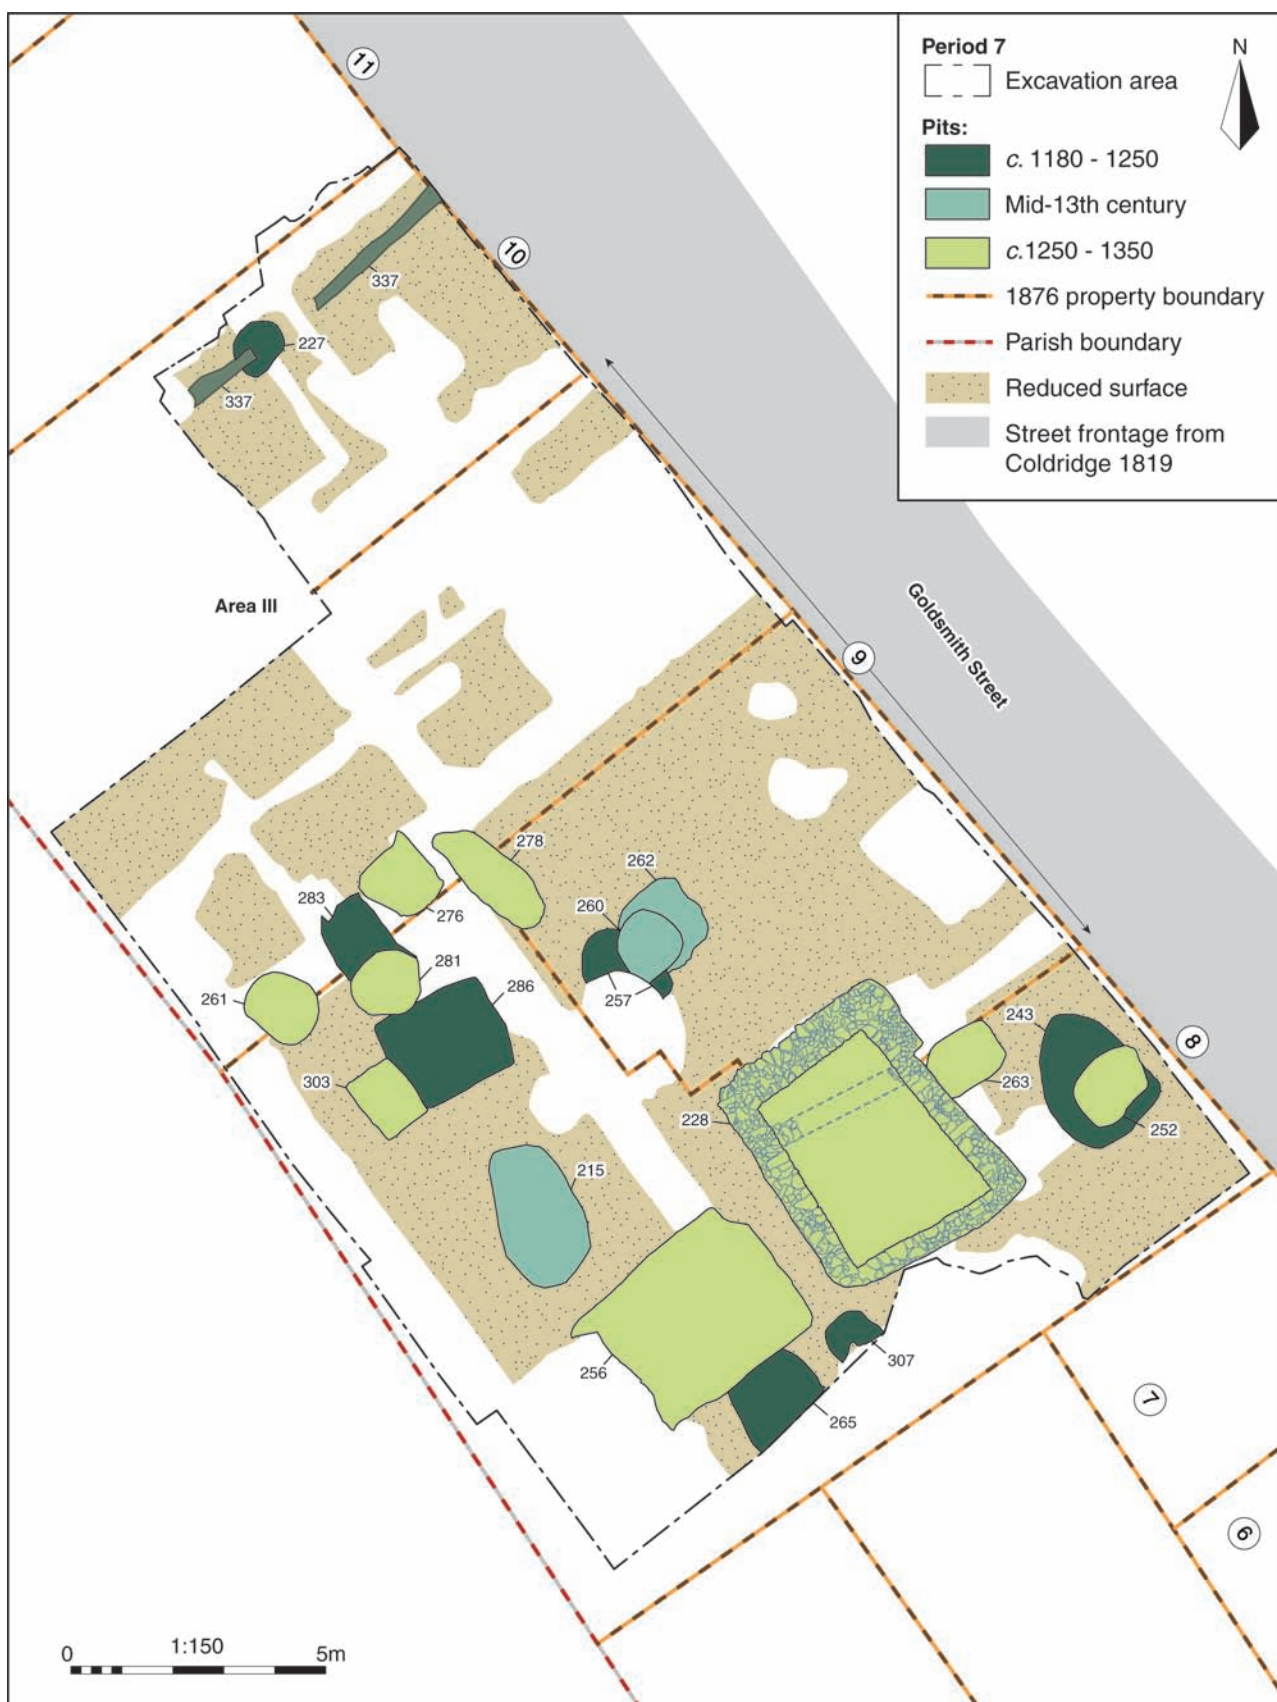 Period 7
N
Excavation area
Pits:
c. 1180 - 1250
Mid-13th century
c.1250 - 1350
1876 property boundary
Parish boundary
Reduced surface
Street frontage from
Coldridge 1819
11
10
337
227
337
Area III
Goldsmith Street
9
278
262
283
260
276
281
261
286
257
243
8
303
263
228
252
215
256
307
265
7
6
0
1:150
5m